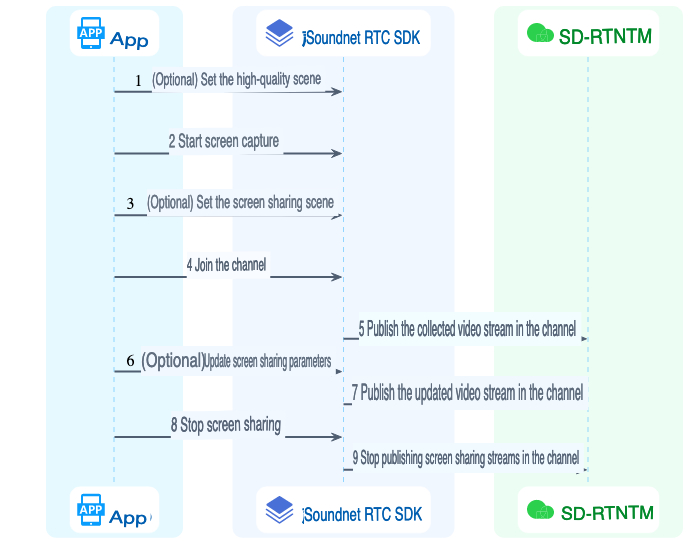 APP App
Soundnet RTC SDK
SD-RTNTM
1 (Optional) Set the high-quality scene
2 Start screen capture
3 (Optional) Set the screen sharing scene
4 Join the channel
5 Publish the collected video stream in the channel
6 (Optional)Update screen sharing parameters
7 Publish the updated video stream in the channel
8 Stop screen sharing
9 Stop publishing screen sharing streams in the channel
APP App
Soundnet RTC SDK
SD-RTNTM